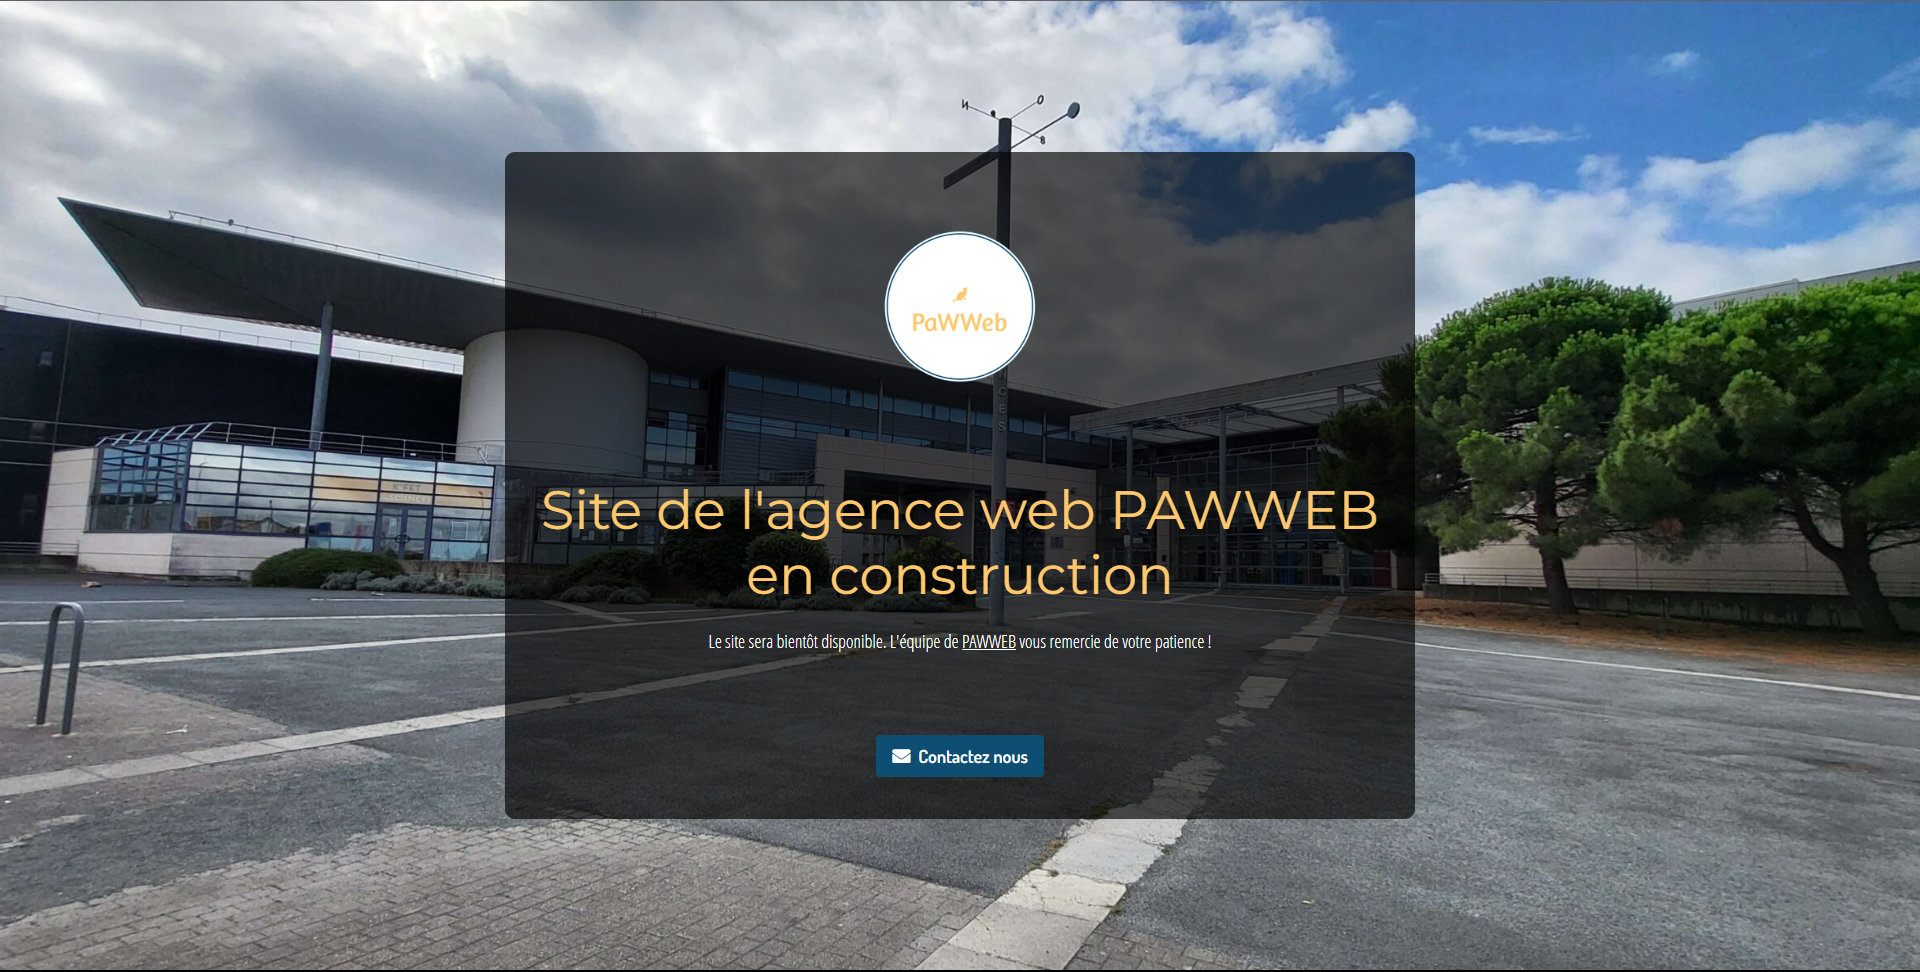 N O
S
PaWWeb
NCES
Site de l'agence web PAWWEB
en construction
Le site sera bientôt disponible. L'équipe de PAWWEB vous remercie de votre patience !
Contactez nous